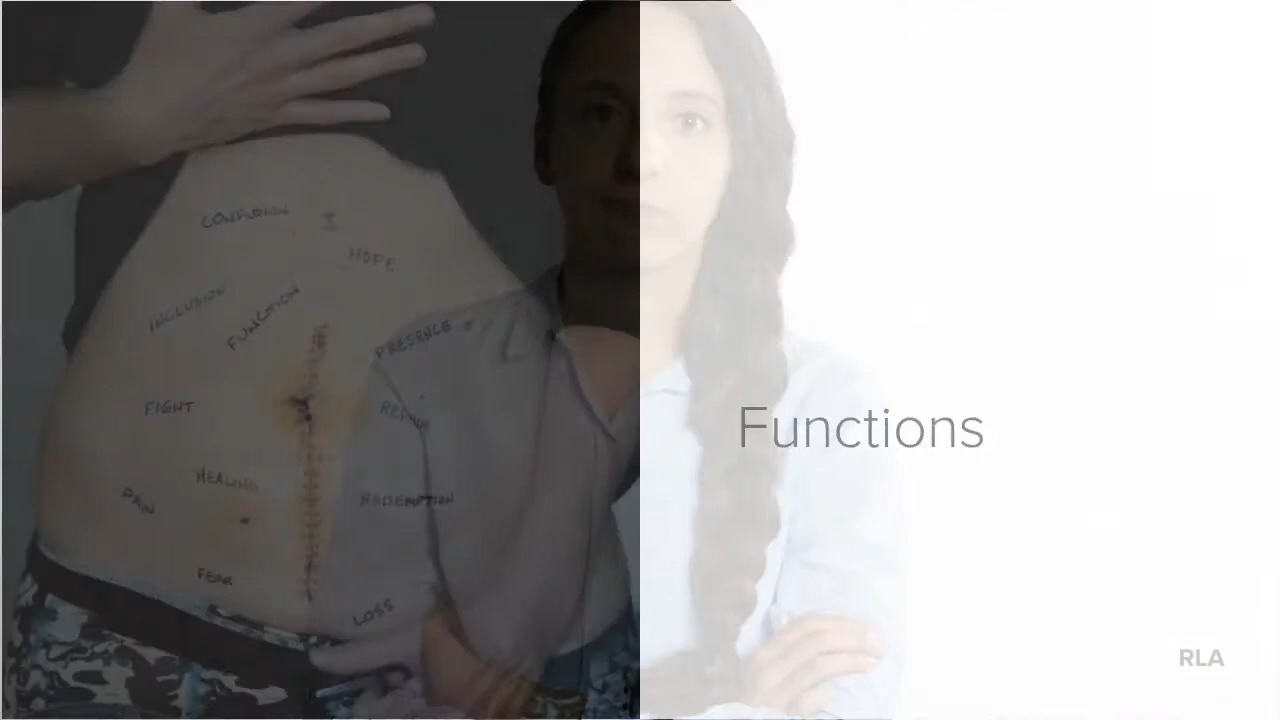 CONFUSION
HOPE
INCLUSION
FUNCTION
PRESENCE
FIGHT
HEALING
PAIN
REDEMPTION
FEAR
LOSS
Functions
RLA